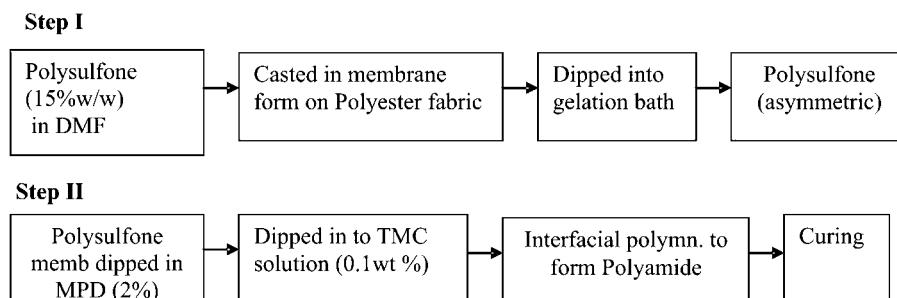 Step I
Polysulfone
(15%w/w)
in DMF
Casted in membrane
form on Polyester fabric
Dipped into
gelation bath
Polysulfone
(asymmetric)
Step II
Polysulfone
memb dipped in
MPD (2%)
Dipped in to TMC
solution (0.1wt %)
Interfacial polymn. to
form Polyamide
Curing